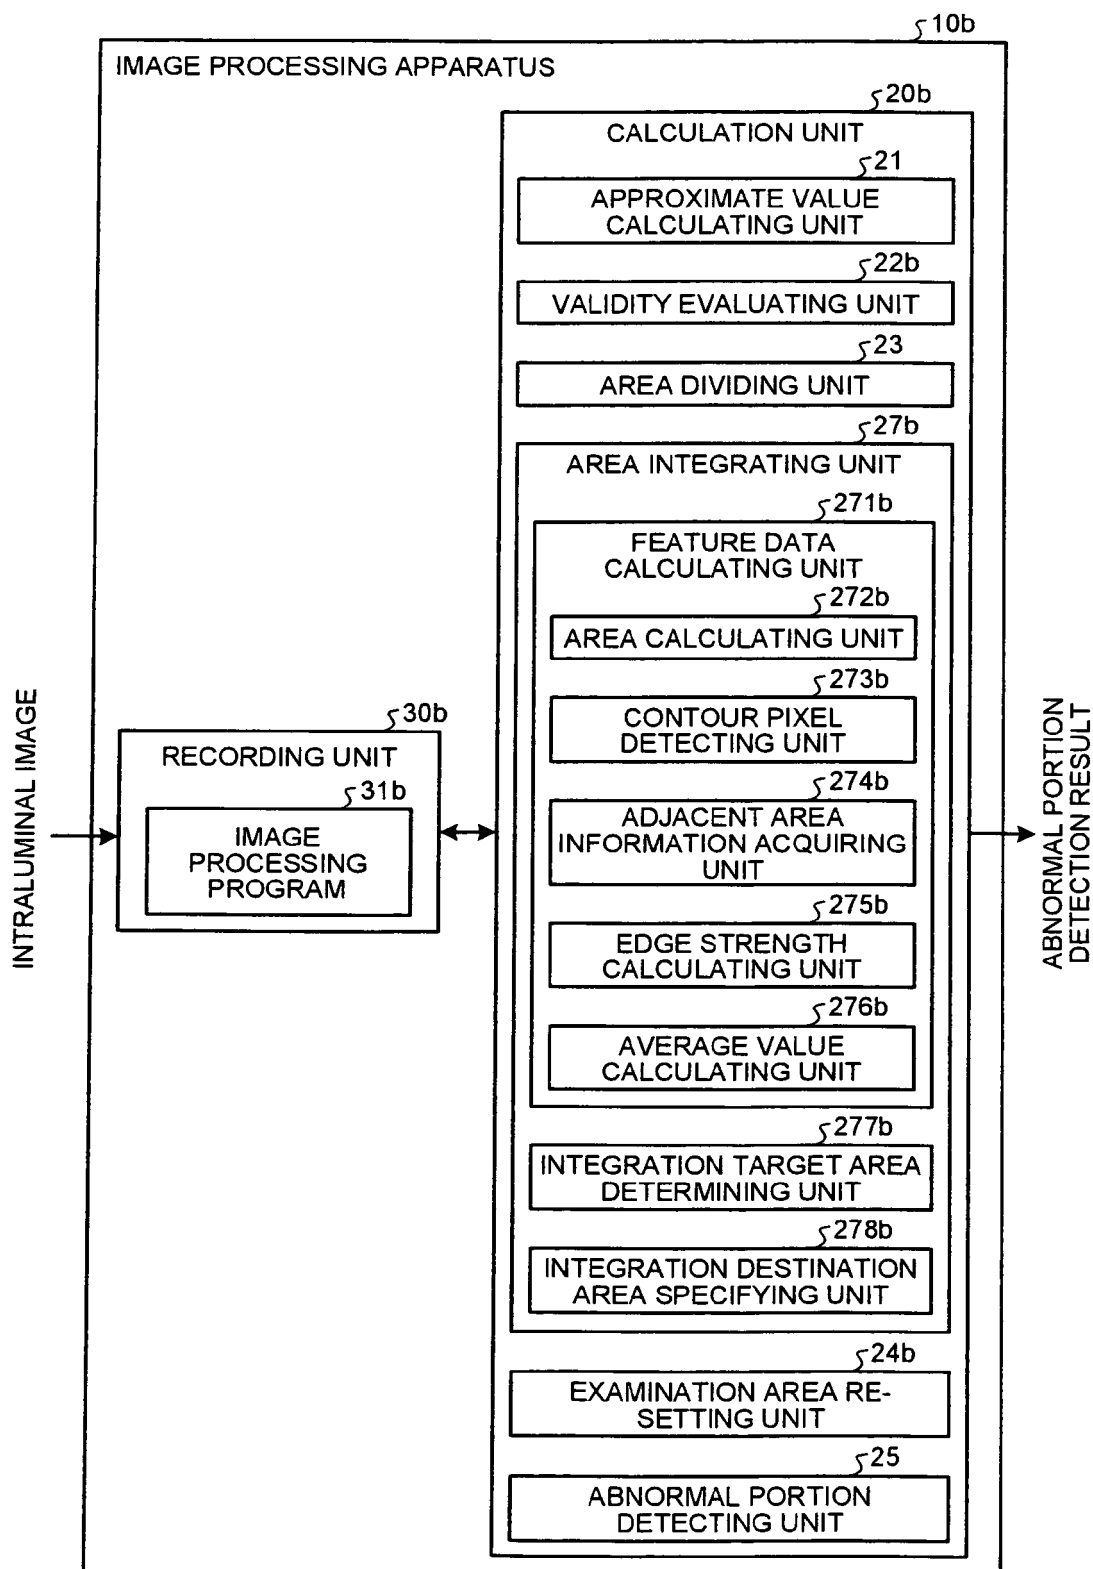 10b
IMAGE PROCESSING APPARATUS
20b
CALCULATION UNIT
21
APPROXIMATE VALUE
CALCULATING UNIT
22b
VALIDITY EVALUATING UNIT
23
AREA DIVIDING UNIT
27b
AREA INTEGRATING UNIT
271b
FEATURE DATA
CALCULATING UNIT
272b
AREA CALCULATING UNIT
273b
CONTOUR PIXEL
DETECTING UNIT
274b
ADJACENT AREA
INFORMATION ACQUIRING
UNIT
275b
EDGE STRENGTH
CALCULATING UNIT
276b
AVERAGE VALUE
CALCULATING UNIT
277b
INTEGRATION TARGET AREA
DETERMINING UNIT
278b
INTEGRATION DESTINATION
AREA SPECIFYING UNIT
24b
EXAMINATION AREA RE-
SETTING UNIT
25
ABNORMAL PORTION
DETECTING UNIT
30b
RECORDING UNIT
31b
IMAGE
PROCESSING
PROGRAM
INTRALUMINAL IMAGE
ABNORMAL PORTION
DETECTION RESULT